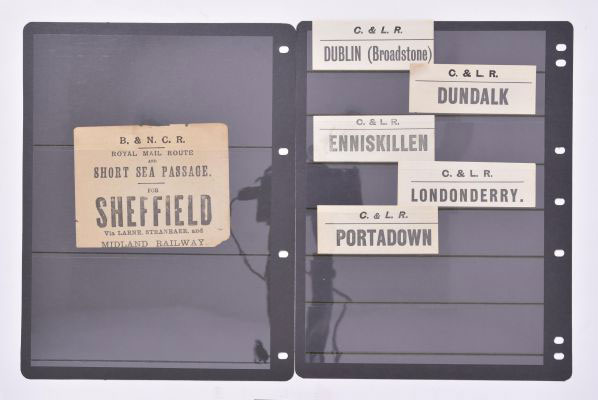 B. & N. C. R.
ROYAL MAIL ROUTE
AND
SHORT SEA PASSAGE.
FOR
SHEFFIELD
Via LARNE, STRANRAER, and
MIDLAND RAILWAY.
C. & L. R.
DUBLIN (Broadstone)
C. & L. R.
DUNDALK
C. & L. R.
ENNISKILLEN
C. & L. R.
LONDONDERRY.
C. & L. R.
PORTADOWN